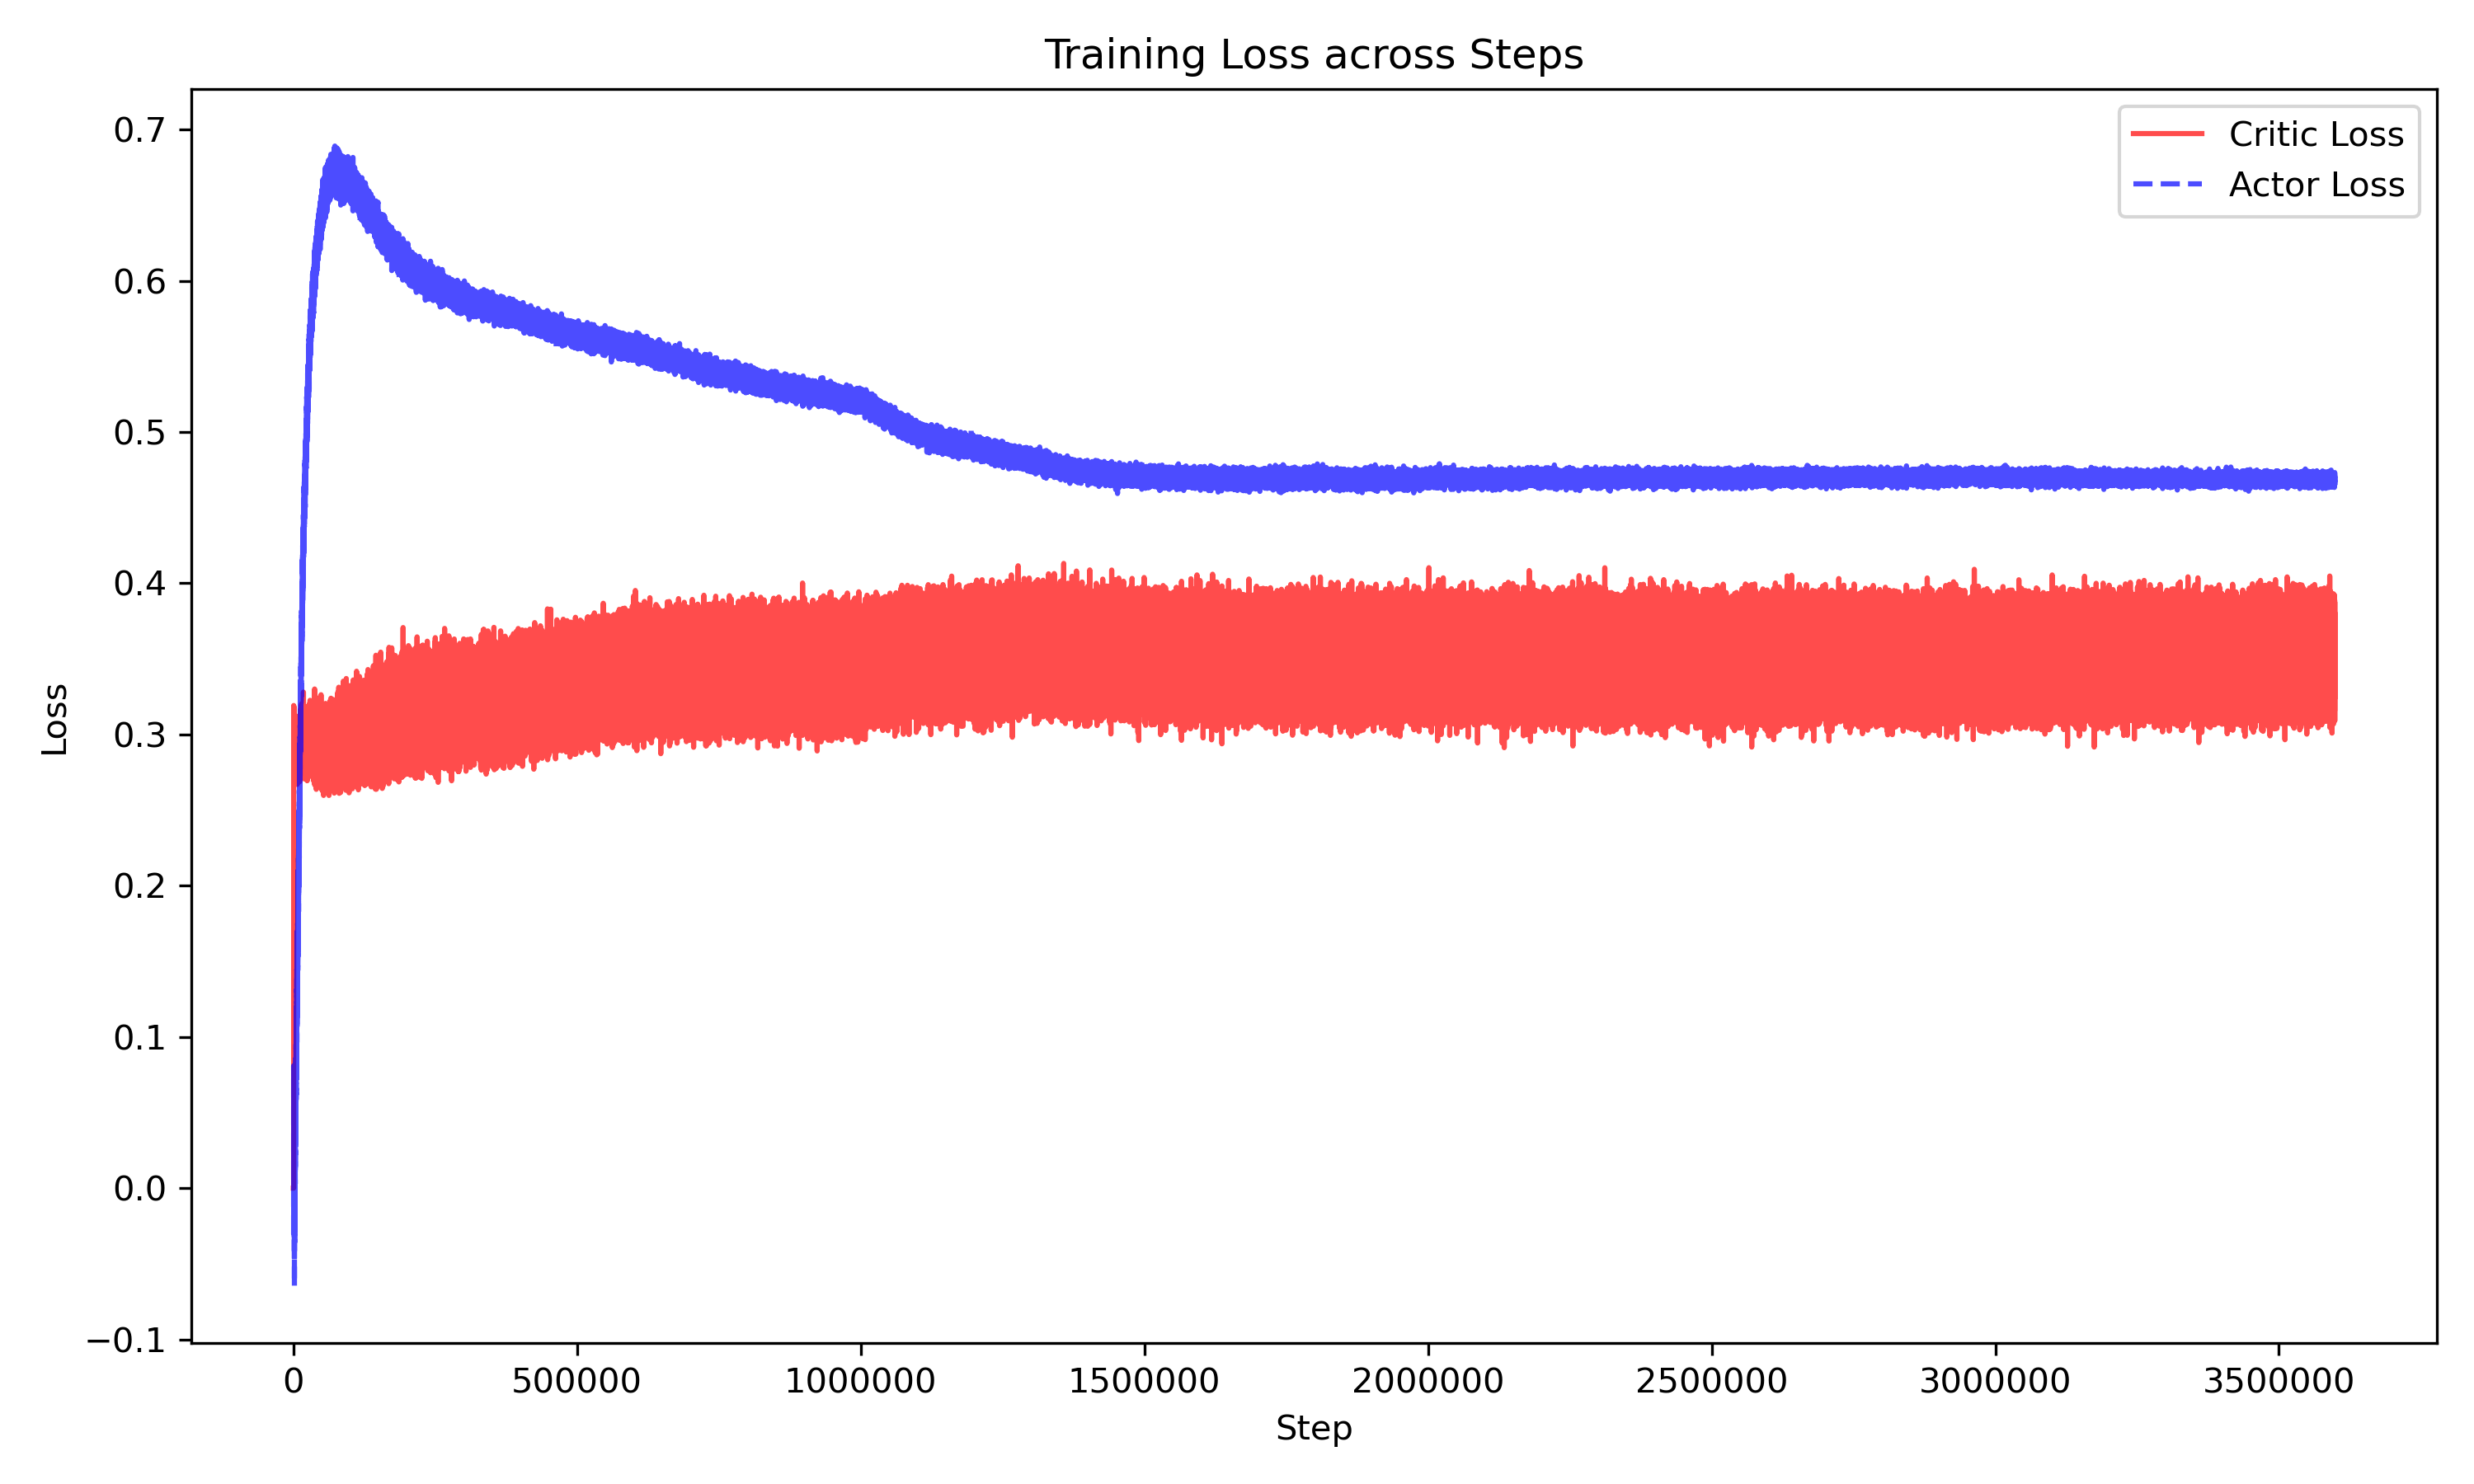 Training Loss across Steps
Critic Loss
Actor Loss
Loss
0.7
0.6
0.5
0.4
0.3
0.2
0.1
0.0
−0.1
0 500000 1000000 1500000 2000000 2500000 3000000 3500000
Step